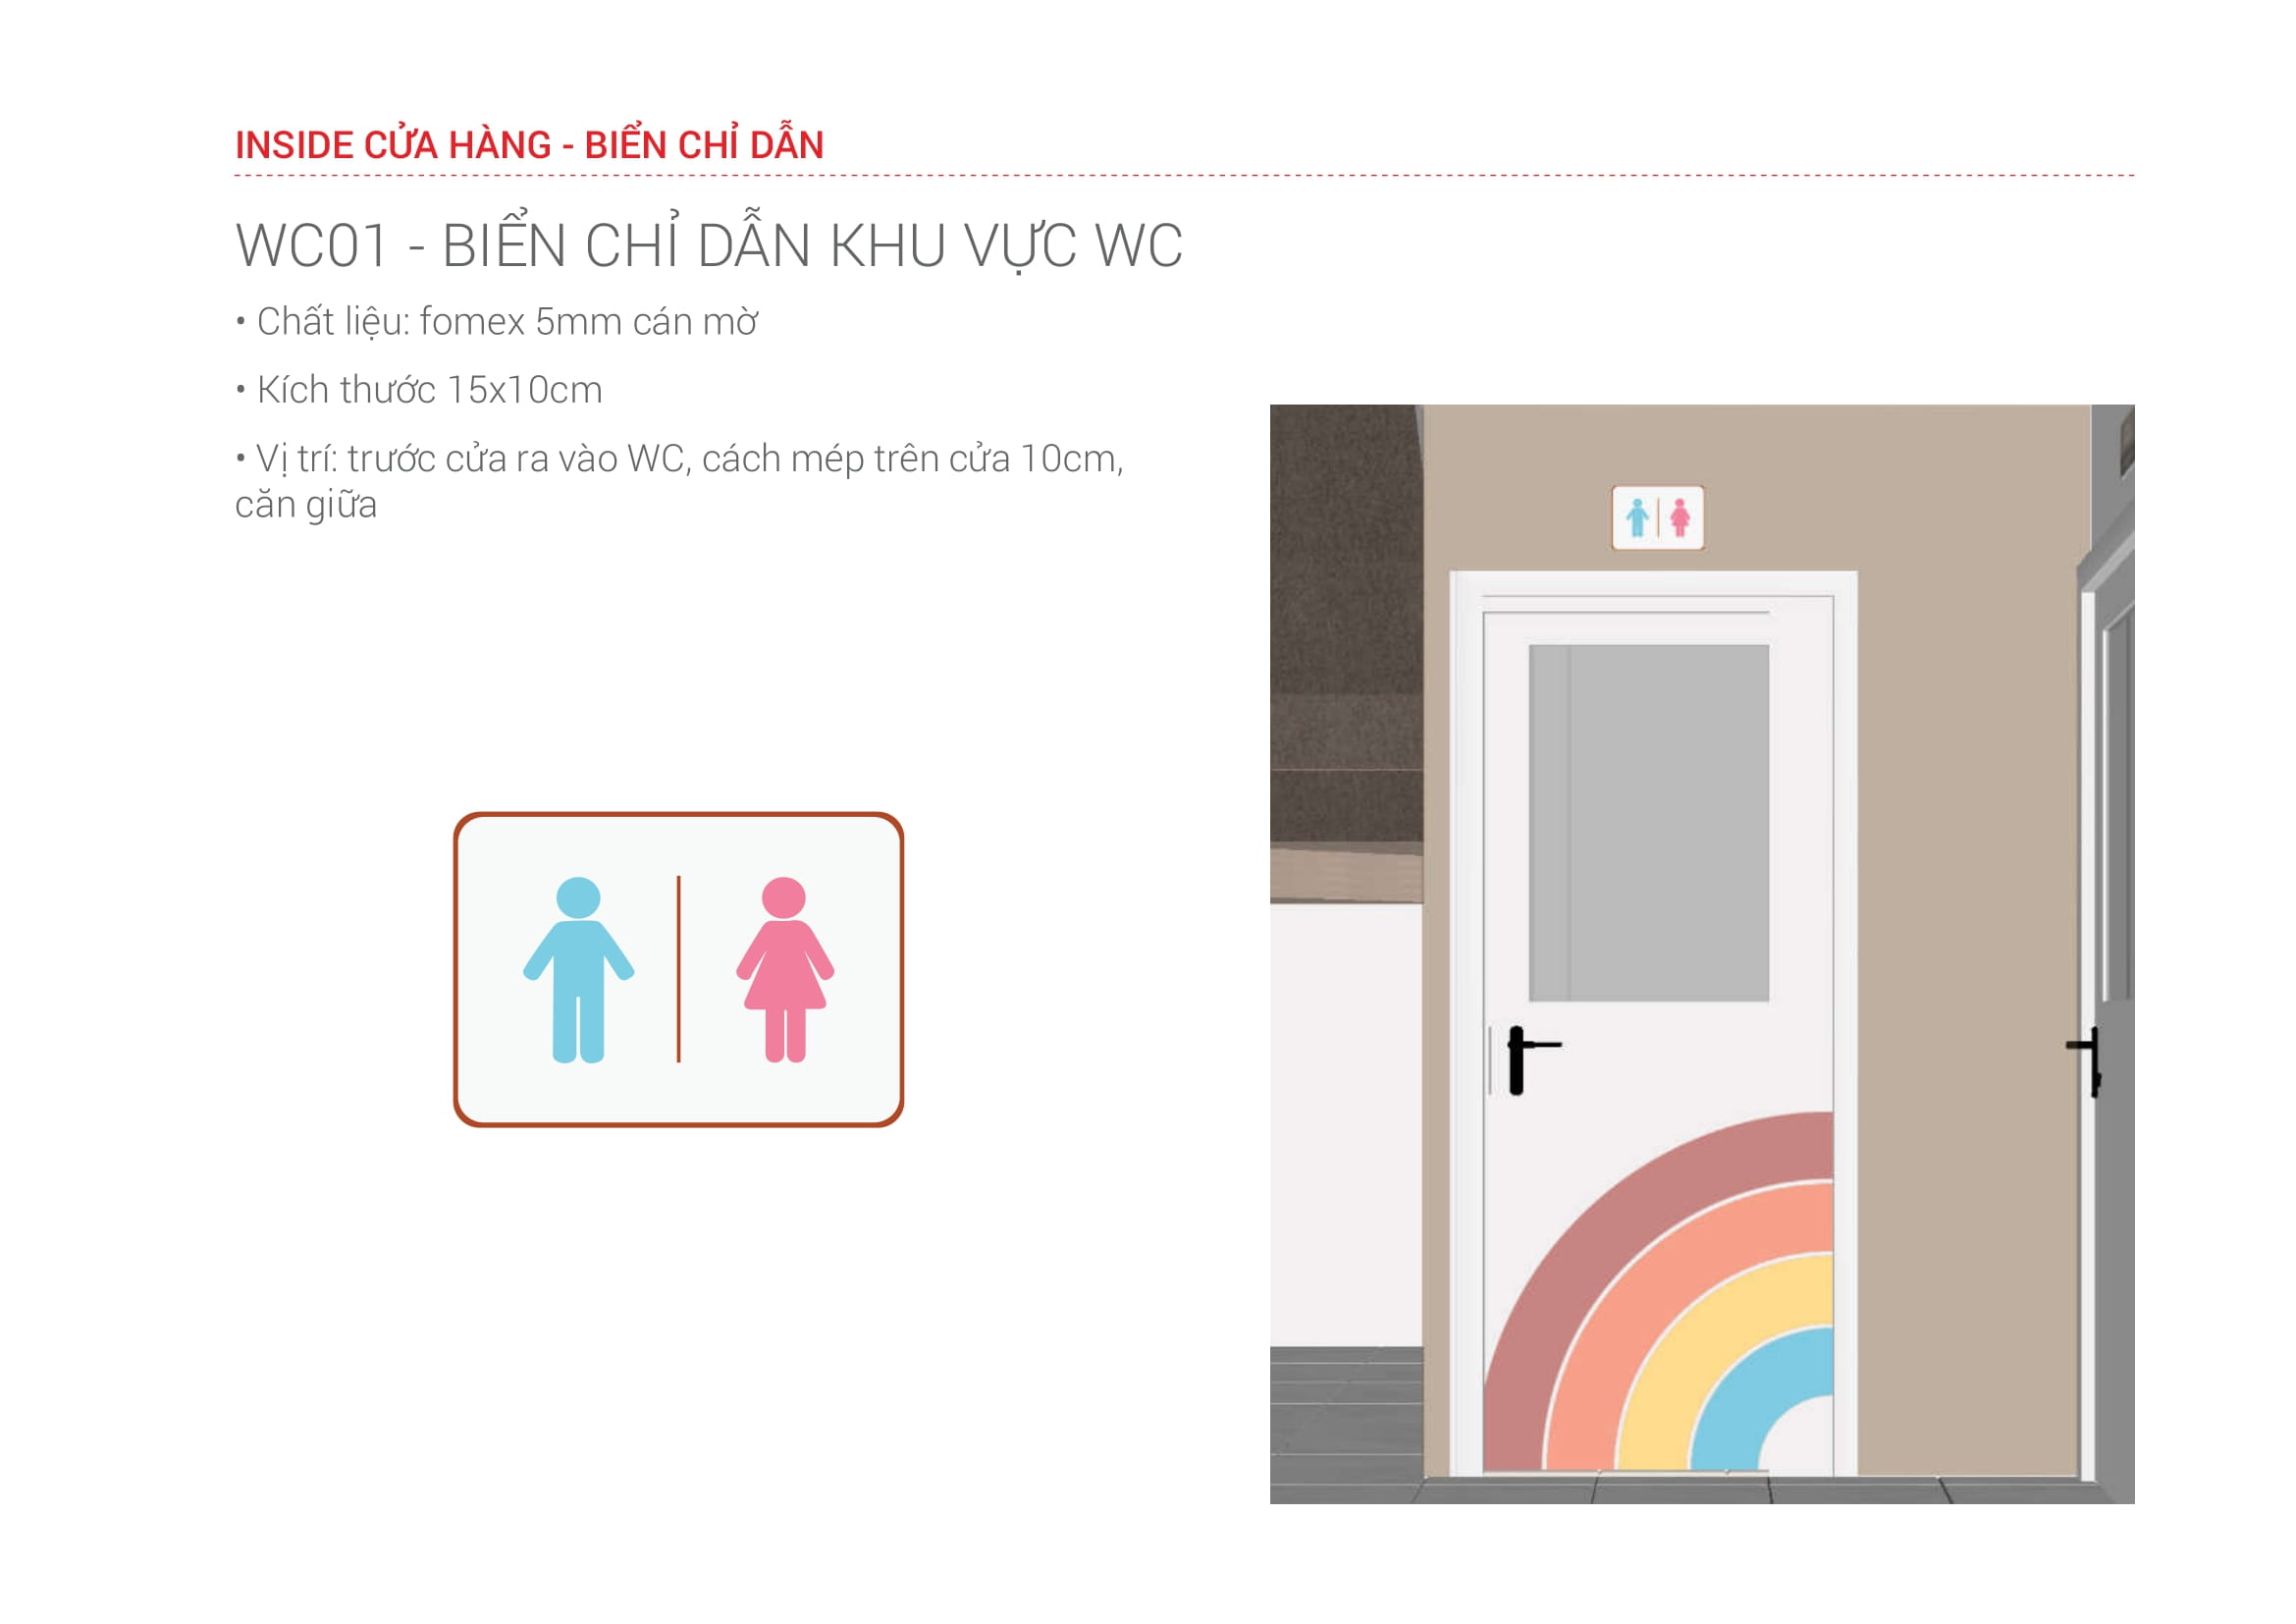 INSIDE CỬA HÀNG - BIỂN CHỈ DẪN
WC01 - BIỂN CHỈ DẪN KHU VỰC WC
• Chất liệu: fomex 5mm cán mờ
• Kích thước 15x10cm
• Vị trí: trước cửa ra vào WC, cách mép trên cửa 10cm,
căn giữa